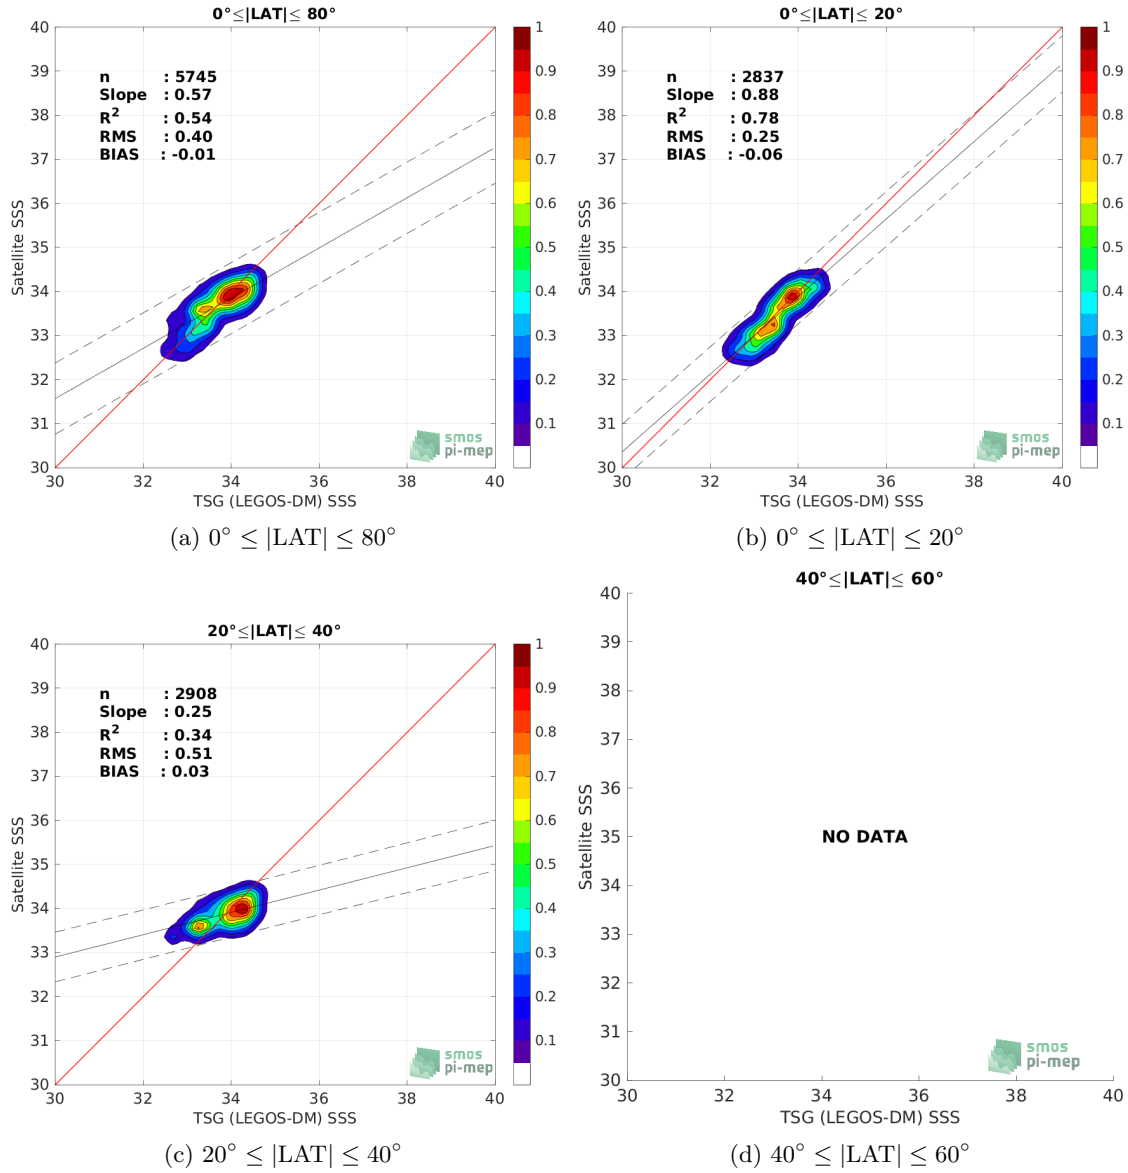 0°≤|LAT|≤ 80°
40
39
38
37
36
35
34
33
32
31
30
Satellite SSS
n : 5745
Slope : 0.57
R² : 0.54
RMS : 0.40
BIAS : -0.01
smos
pi-mep
30 32 34 36 38 40
TSG (LEGOS-DM) SSS
1
0.9
0.8
0.7
0.6
0.5
0.4
0.3
0.2
0.1
(a) 0° ≤ |LAT| ≤ 80°
0°≤|LAT|≤ 20°
40
39
38
37
36
35
34
33
32
31
30
Satellite SSS
n : 2837
Slope : 0.88
R² : 0.78
RMS : 0.25
BIAS : -0.06
smos
pi-mep
30 32 34 36 38 40
TSG (LEGOS-DM) SSS
1
0.9
0.8
0.7
0.6
0.5
0.4
0.3
0.2
0.1
(b) 0° ≤ |LAT| ≤ 20°
20°≤|LAT|≤ 40°
40
39
38
37
36
35
34
33
32
31
30
Satellite SSS
n : 2908
Slope : 0.25
R² : 0.34
RMS : 0.51
BIAS : 0.03
smos
pi-mep
30 32 34 36 38 40
TSG (LEGOS-DM) SSS
1
0.9
0.8
0.7
0.6
0.5
0.4
0.3
0.2
0.1
(c) 20° ≤ |LAT| ≤ 40°
40°≤|LAT|≤ 60°
40
39
38
37
36
35
34
33
32
31
30
Satellite SSS
NO DATA
smos
pi-mep
30 32 34 36 38 40
TSG (LEGOS-DM) SSS
(d) 40° ≤ |LAT| ≤ 60°